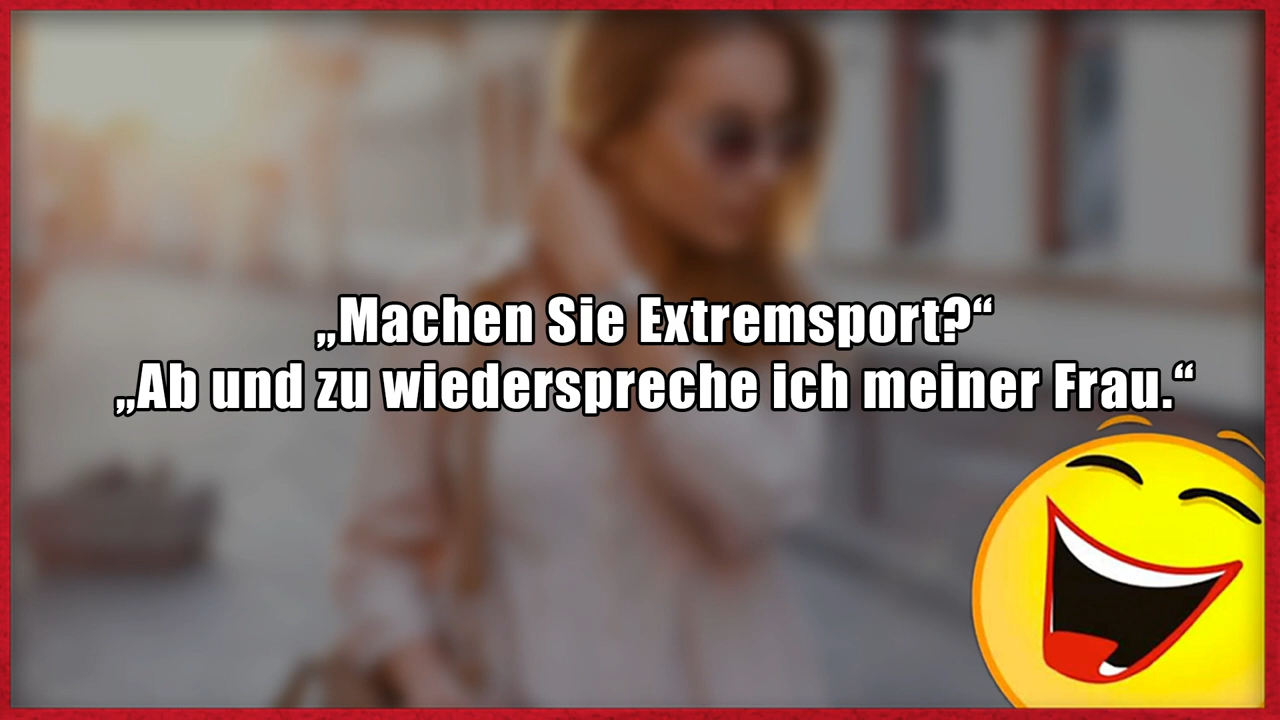 „Machen Sie Extremsport?“
„Ab und zu wiederspreche ich meiner Frau.“